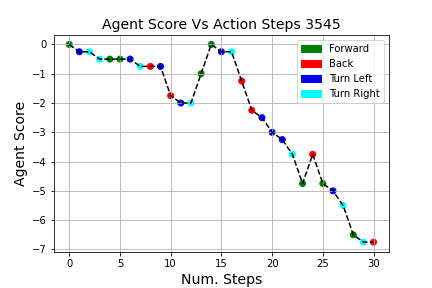 Agent Score Vs Action Steps 3545
Forward
Back
Turn Left
Turn Right
0
−1
−2
−3
−4
−5
−6
−7
Agent Score
0 5 10 15 20 25 30
Num. Steps